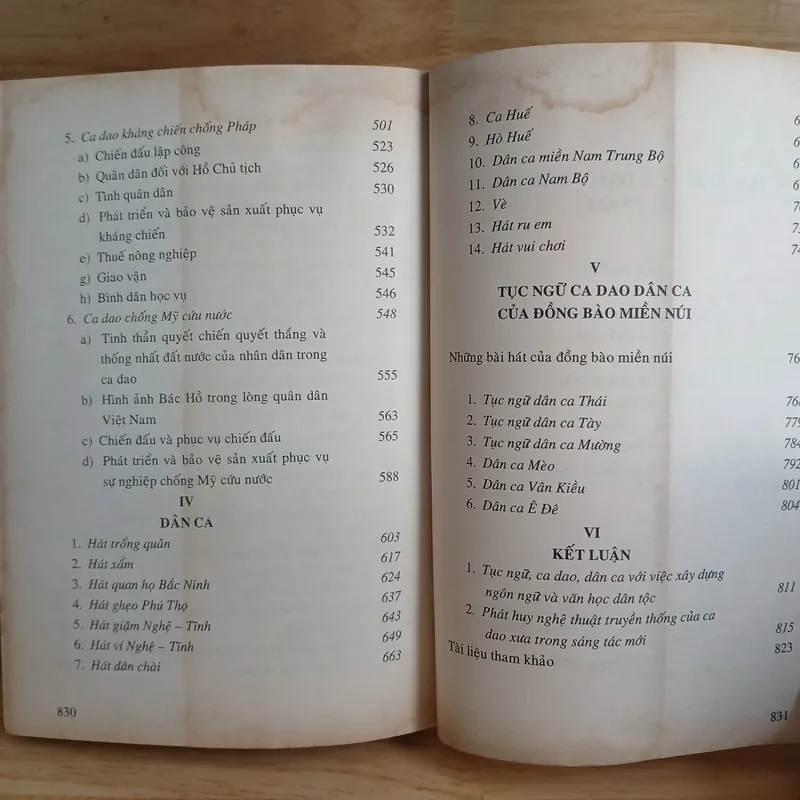 5. Ca dao kháng chiến chống Pháp 501
a) Chiến đấu lập công 523
b) Quân dân đối với Hồ Chủ tịch 526
c) Tình quân dân 530
d) Phát triển và bảo vệ sản xuất phục vụ
kháng chiến 532
e) Thuế nông nghiệp 541
g) Giao vận 545
h) Bình dân học vụ 546
6. Ca dao chống Mỹ cứu nước 548
a) Tinh thần quyết chiến quyết thắng và
thống nhất đất nước của nhân dân trong
ca dao 555
b) Hình ảnh Bác Hồ trong lòng quân dân
Việt Nam 563
c) Chiến đấu và phục vụ chiến đấu 565
d) Phát triển và bảo vệ sản xuất phục vụ
sự nghiệp chống Mỹ cứu nước 588
IV
DÂN CA
1. Hát trống quân 603
2. Hát xẩm 617
3. Hát quan họ Bắc Ninh 624
4. Hát ghẹo Phú Thọ 637
5. Hát giặm Nghệ – Tĩnh 643
6. Hát ví Nghệ – Tĩnh 649
7. Hát dân chài 663
830
8. Ca Huế
9. Hò Huế
10. Dân ca miền Nam Trung Bộ
11. Dân ca Nam Bộ
12. Vè
13. Hát ru em
14. Hát vui chơi
V
TỤC NGỮ CA DAO DÂN CA
CỦA ĐỒNG BÀO MIỀN NÚI
Những bài hát của đồng bào miền núi 76
1. Tục ngữ dân ca Thái 768
2. Tục ngữ dân ca Tày 779
3. Tục ngữ dân ca Mường 784
4. Dân ca Mèo 792
5. Dân ca Vân Kiều 801
6. Dân ca Ê Đê 804
VI
KẾT LUẬN
1. Tục ngữ, ca dao, dân ca với việc xây dựng
ngôn ngữ và văn học dân tộc 811
2. Phát huy nghệ thuật truyền thống của ca
dao xưa trong sáng tác mới 815
Tài liệu tham khảo 823
831